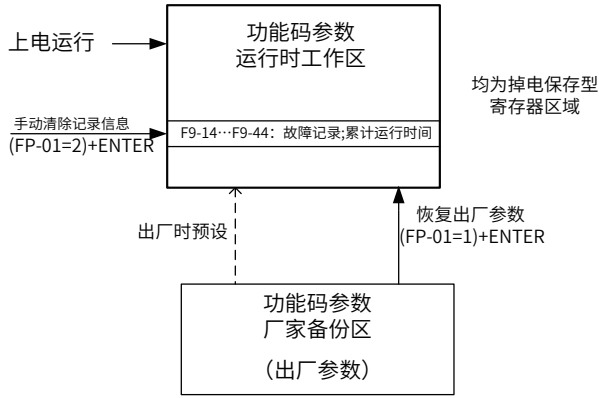 功能码参数
运行时工作区
上电运行
均为掉电保存型
寄存器区域
手动清除记录信息
(FP-01=2)+ENTER
F9-14…F9-44：故障记录;累计运行时间
出厂时预设
恢复出厂参数
(FP-01=1)+ENTER
功能码参数
厂家备份区
（出厂参数）